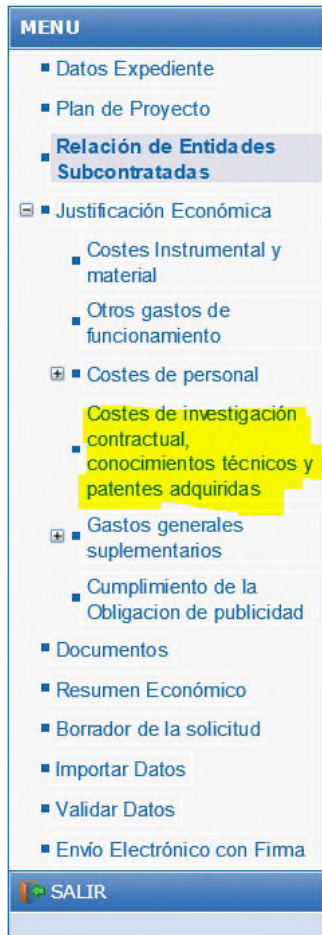 MENU
Datos Expediente
Plan de Proyecto
Relación de Entidades
Subcontratadas
Justificación Económica
Costes Instrumental y
material
Otros gastos de
funcionamiento
Costes de personal
Costes de investigación
contractual,
conocimientos técnicos y
patentes adquiridas
Gastos generales
suplementarios
Cumplimiento de la
Obligacion de publicidad
Documentos
Resumen Económico
Borrador de la solicitud
Importar Datos
Validar Datos
Envío Electrónico con Firma
SALIR